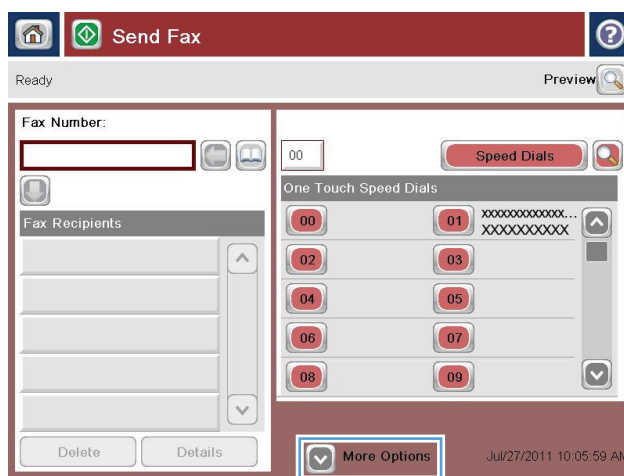 Send Fax
Ready
Preview
Fax Number:
00
Speed Dials
One Touch Speed Dials
Fax Recipients
00
01 XXXXXXXXXXXX...
XXXXXXXXXX
02
03
04
05
06
07
08
09
Delete
Details
More Options
Jul/27/2011 10:05:59 AM